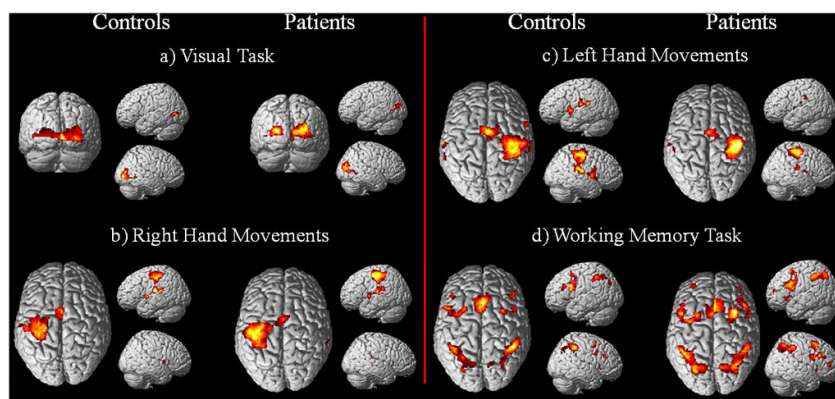 Controls Patients Controls Patients
a) Visual Task
c) Left Hand Movements
b) Right Hand Movements
d) Working Memory Task